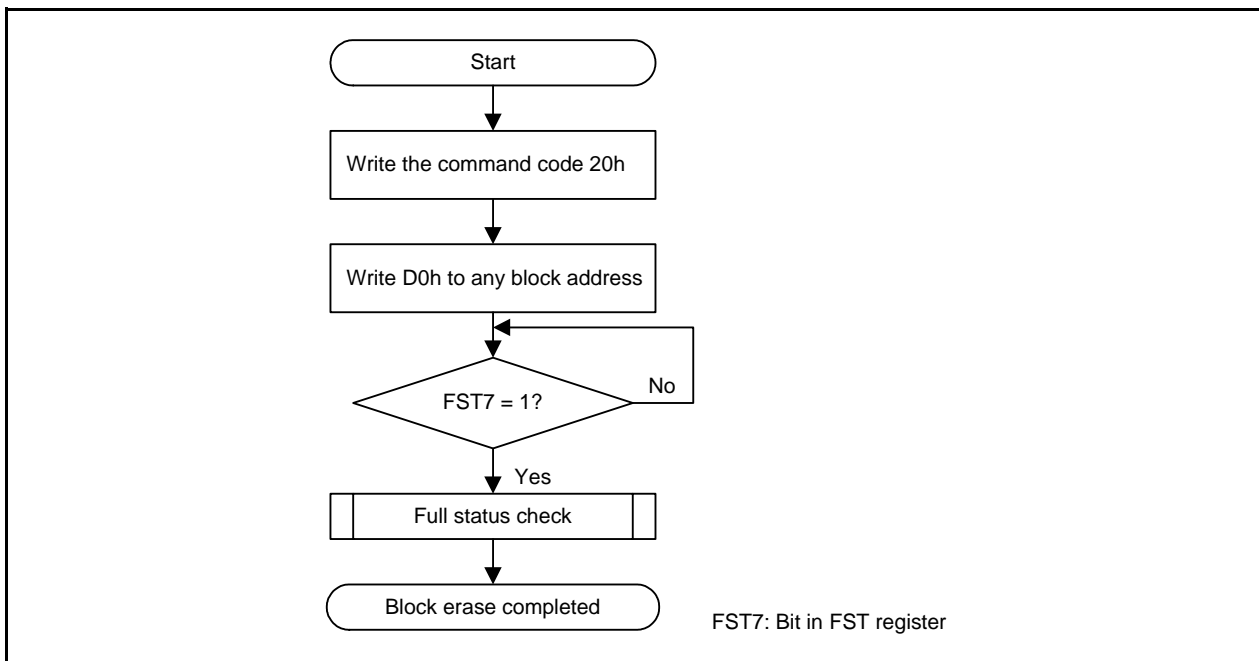 Start
Write the command code 20h
Write D0h to any block address
FST7 = 1?
No
Yes
Full status check
Block erase completed
FST7: Bit in FST register